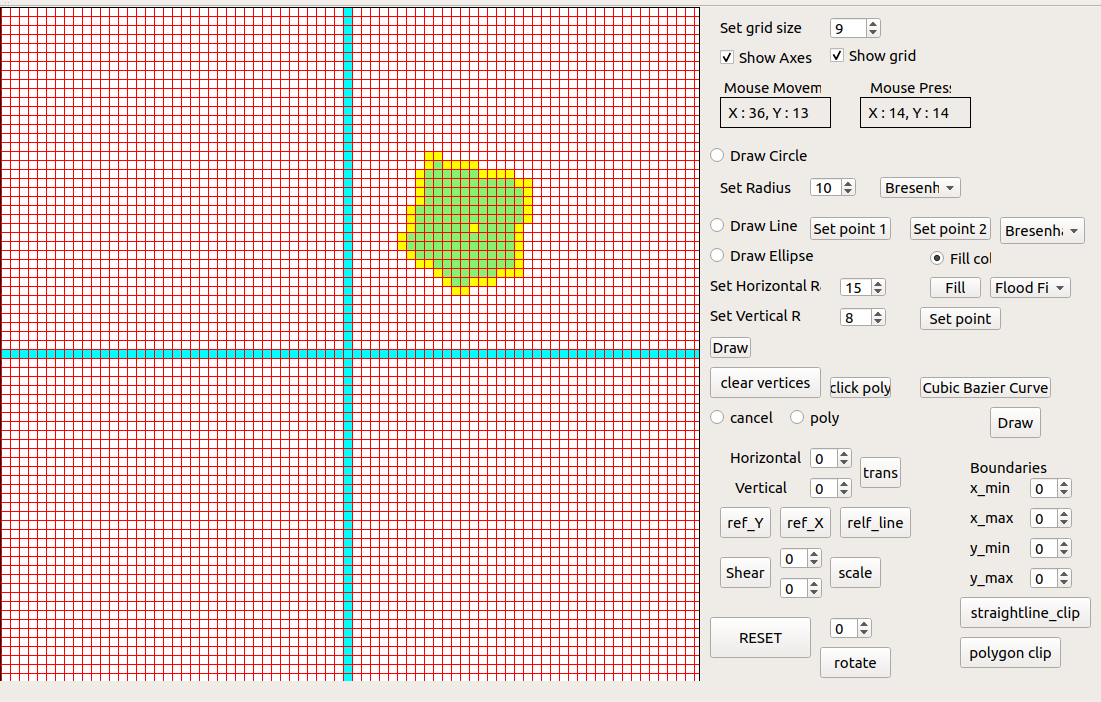 Set grid size 9
Show Axes Show grid
Mouse Movem Mouse Pres
X : 36, Y : 13 X : 14, Y : 14
Draw Circle
Set Radius 10 Bresenh
Draw Line Set point 1 Set point 2 Bresenha
Draw Ellipse Fill col
Set Horizontal Ra 15 Fill Flood Fi
Set Vertical R 8 Set point
Draw
clear vertices click poly Cubic Bazier Curve
cancel poly Draw
Horizontal 0 trans
Vertical 0
ref_Y ref_X relf_line
Shear 0 scale
0
RESET 0
rotate
Boundaries
x_min 0
x_max 0
y_min 0
y_max 0
straightline_clip
polygon clip